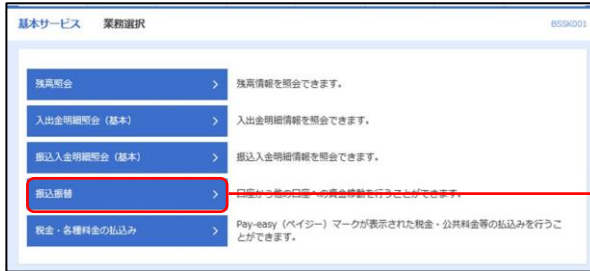 基本サービス 業務選択 BSSK001
残高照会 > 残高情報を照会できます。
入出金明細照会（基本） > 入出金明細情報を照会できます。
振込入金明細照会（基本） > 振込入金明細情報を照会できます。
振込振替 > 口座から他の口座への資金移動を行うことができます。
税金・各種料金の払込み > Pay-easy（ペイジー）マークが表示された税金・公共料金等の払込みを行うこ
とができます。